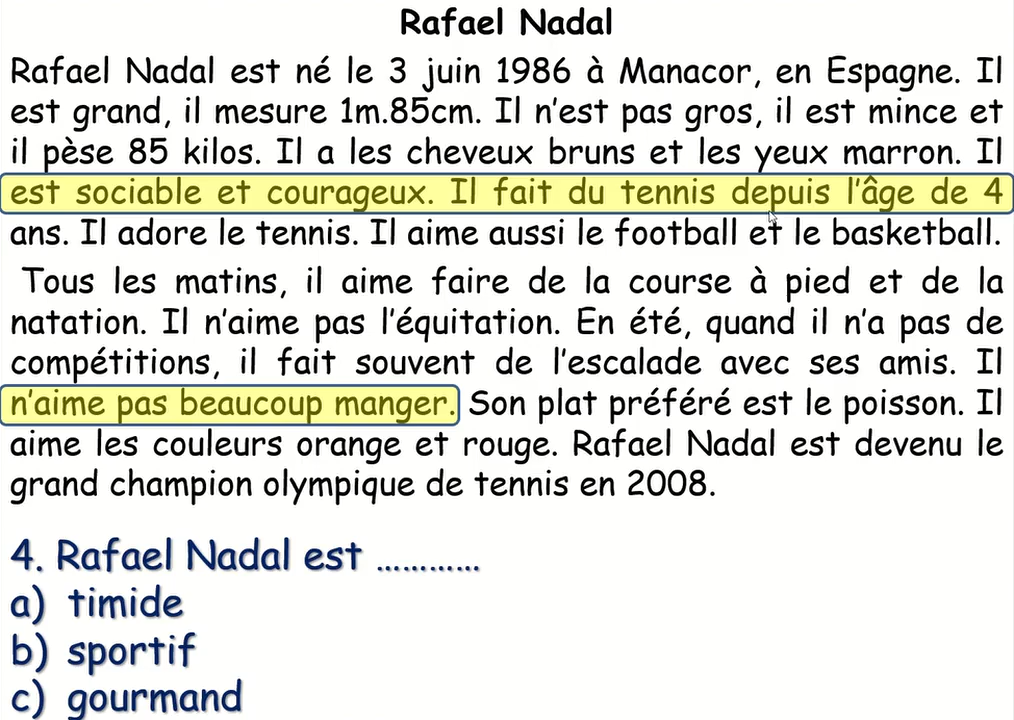 Rafael Nadal
Rafael Nadal est né le 3 juin 1986 à Manacor, en Espagne. Il
est grand, il mesure 1m.85cm. Il n'est pas gros, il est mince et
il pèse 85 kilos. Il a les cheveux bruns et les yeux marron. Il
est sociable et courageux. Il fait du tennis depuis l'âge de 4
ans. Il adore le tennis. Il aime aussi le football et le basketball.
Tous les matins, il aime faire de la course à pied et de la
natation. Il n'aime pas l'équitation. En été, quand il n'a pas de
compétitions, il fait souvent de l'escalade avec ses amis. Il
n'aime pas beaucoup manger. Son plat préféré est le poisson. Il
aime les couleurs orange et rouge. Rafael Nadal est devenu le
grand champion olympique de tennis en 2008.
4. Rafael Nadal est …………
a) timide
b) sportif
c) gourmand